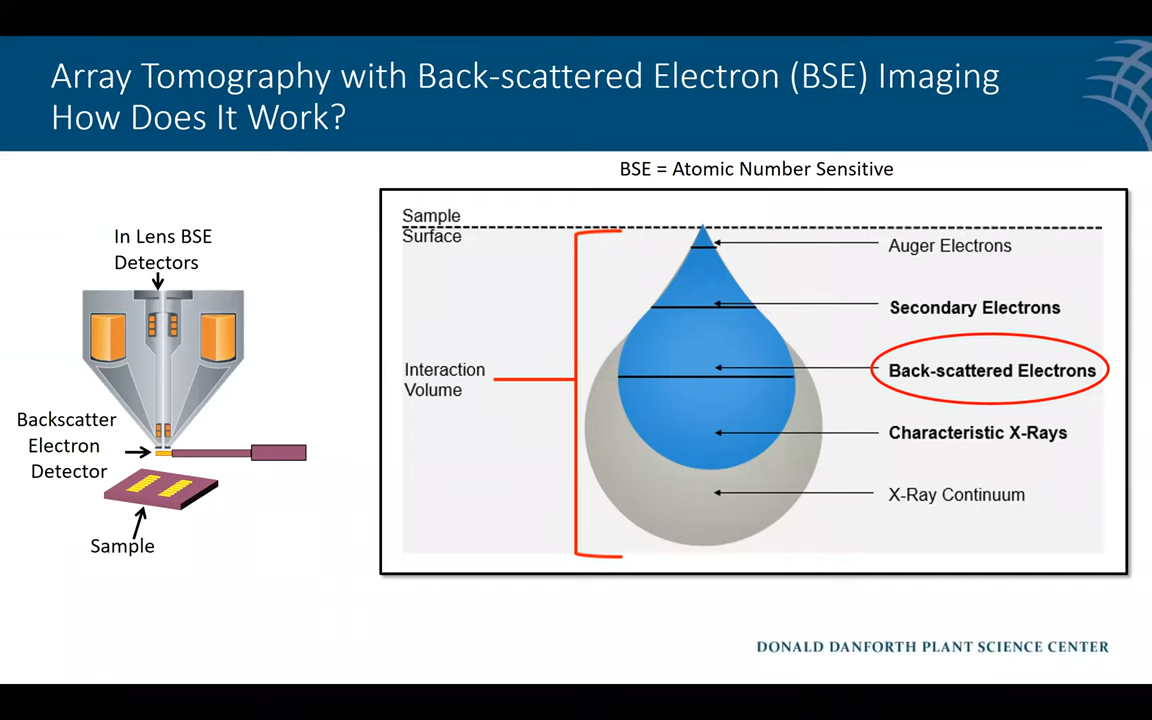 Array Tomography with Back-scattered Electron (BSE) Imaging
How Does It Work?
BSE = Atomic Number Sensitive
In Lens BSE
Detectors
Backscatter
Electron
Detector
Sample
Sample
Surface
Interaction
Volume
Auger Electrons
Secondary Electrons
Back-scattered Electrons
Characteristic X-Rays
X-Ray Continuum
DONALD DANFORTH PLANT SCIENCE CENTER